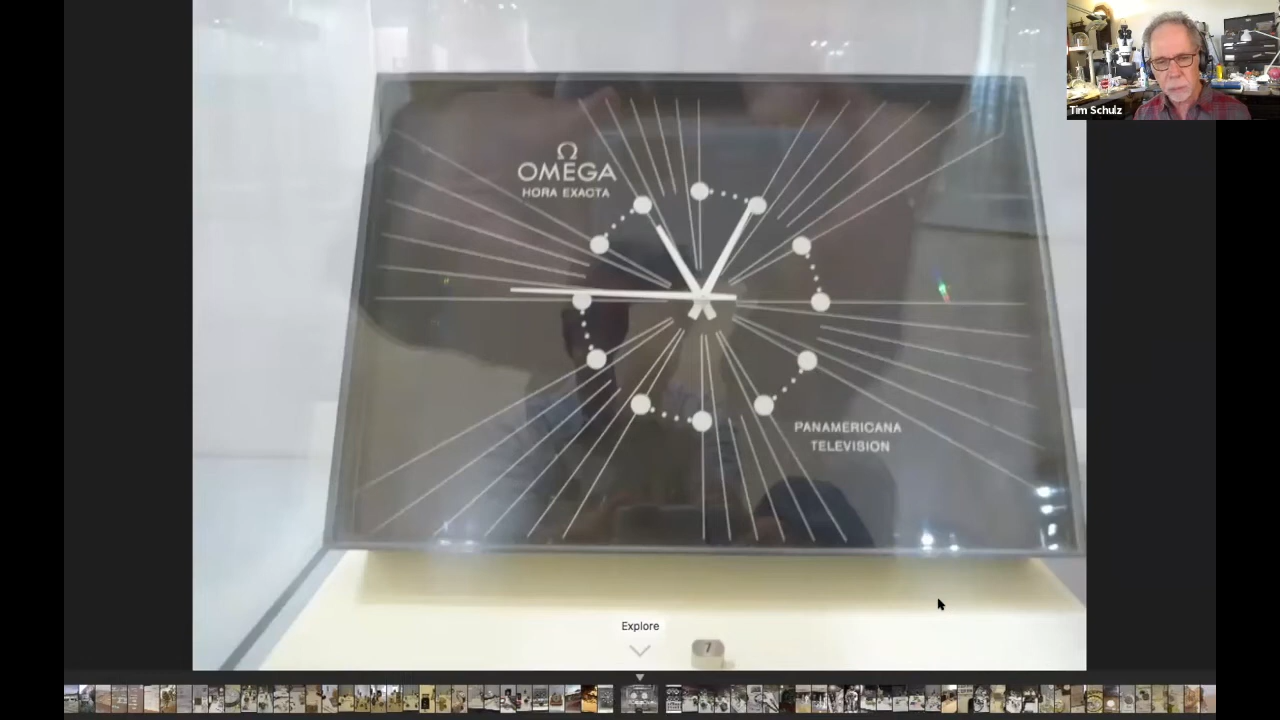 Ω
OMEGA
HORA EXACTA
PANAMERICANA
TELEVISION
Tim Schulz
Explore
7